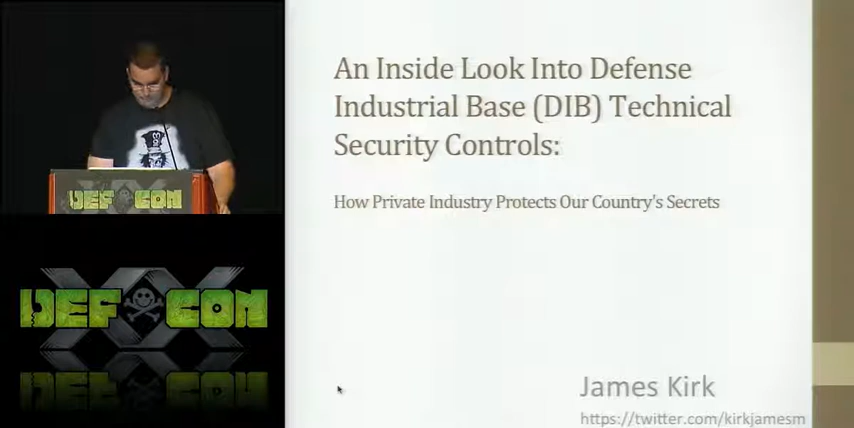 An Inside Look Into Defense
Industrial Base (DIB) Technical
Security Controls:
How Private Industry Protects Our Country's Secrets
DEF CON
XX
DEF CON
James Kirk
https://twitter.com/kirkjamesm